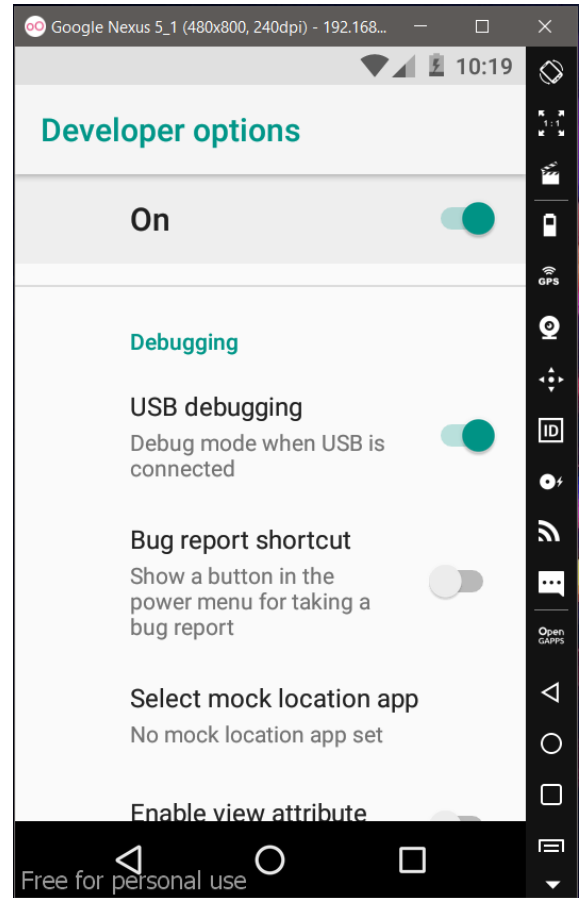 Google Nexus 5_1 (480x800, 240dpi) - 192.168...
10:19
Developer options
On
Debugging
USB debugging
Debug mode when USB is
connected
Bug report shortcut
Show a button in the
power menu for taking a
bug report
Select mock location app
No mock location app set
Enable view attribute
Free for personal use
1:1
GPS
ID
Open
GAPPS